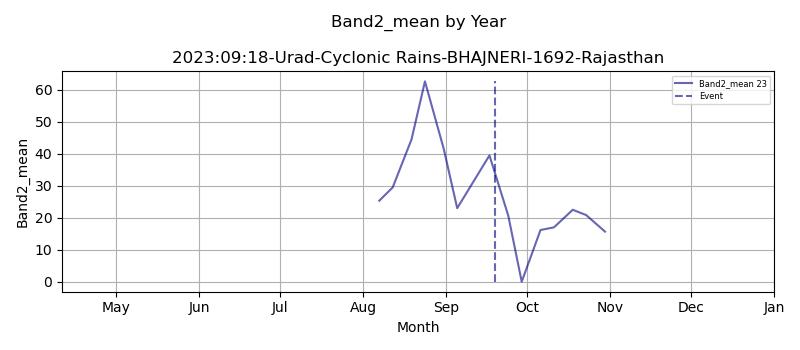 Band2_mean by Year
2023:09:18-Urad-Cyclonic Rains-BHAJNERI-1692-Rajasthan
Band2_mean 23
Event
60
50
40
30
20
10
0
Band2_mean
May Jun Jul Aug Sep Oct Nov Dec Jan
Month